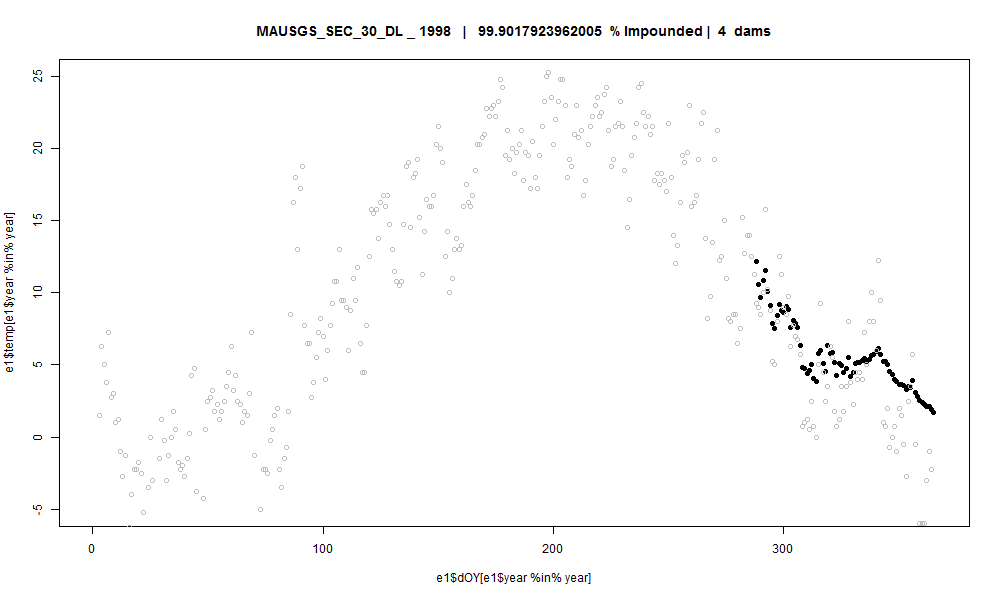 MAUSGS_SEC_30_DL _ 1998 | 99.9017923962005 % Impounded | 4 dams
25
20
15
10
5
0
-5
e1$temp[e1$year %in% year]
0 100 200 300
e1$dOY[e1$year %in% year]